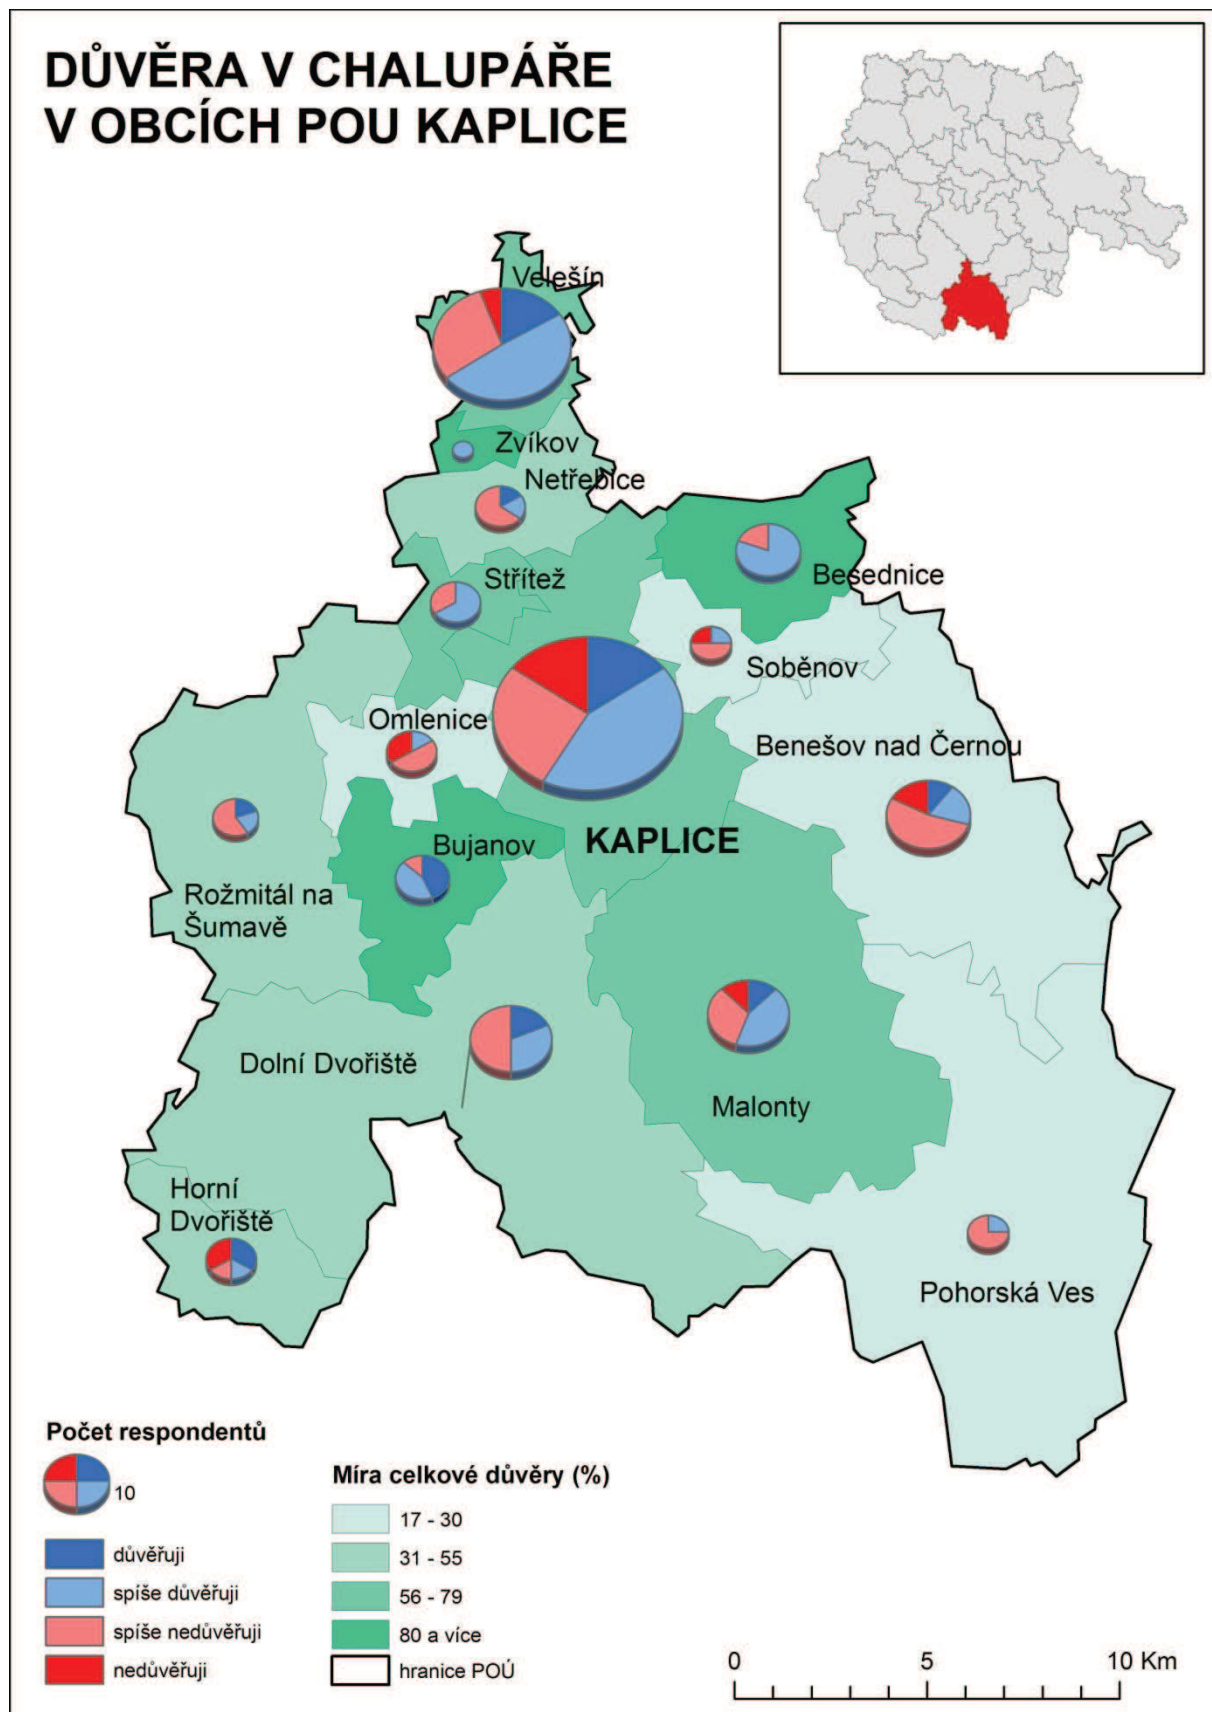 DŮVĚRA V CHALUPÁŘE
V OBCÍCH POU KAPLICE
Velešín
Zvíkov
Netřebice
Besednice
Střítež
Soběnov
Omlenice
Benešov nad Černou
KAPLICE
Bujanov
Rožmitál na
Šumavě
Dolní Dvořiště
Malonty
Horní
Dvořiště
Pohorská Ves
Počet respondentů
10
důvěřuji
spíše důvěřuji
spíše nedůvěřuji
nedůvěřuji
Míra celkové důvěry (%)
17 - 30
31 - 55
56 - 79
80 a více
hranice POÚ
0 5 10 Km